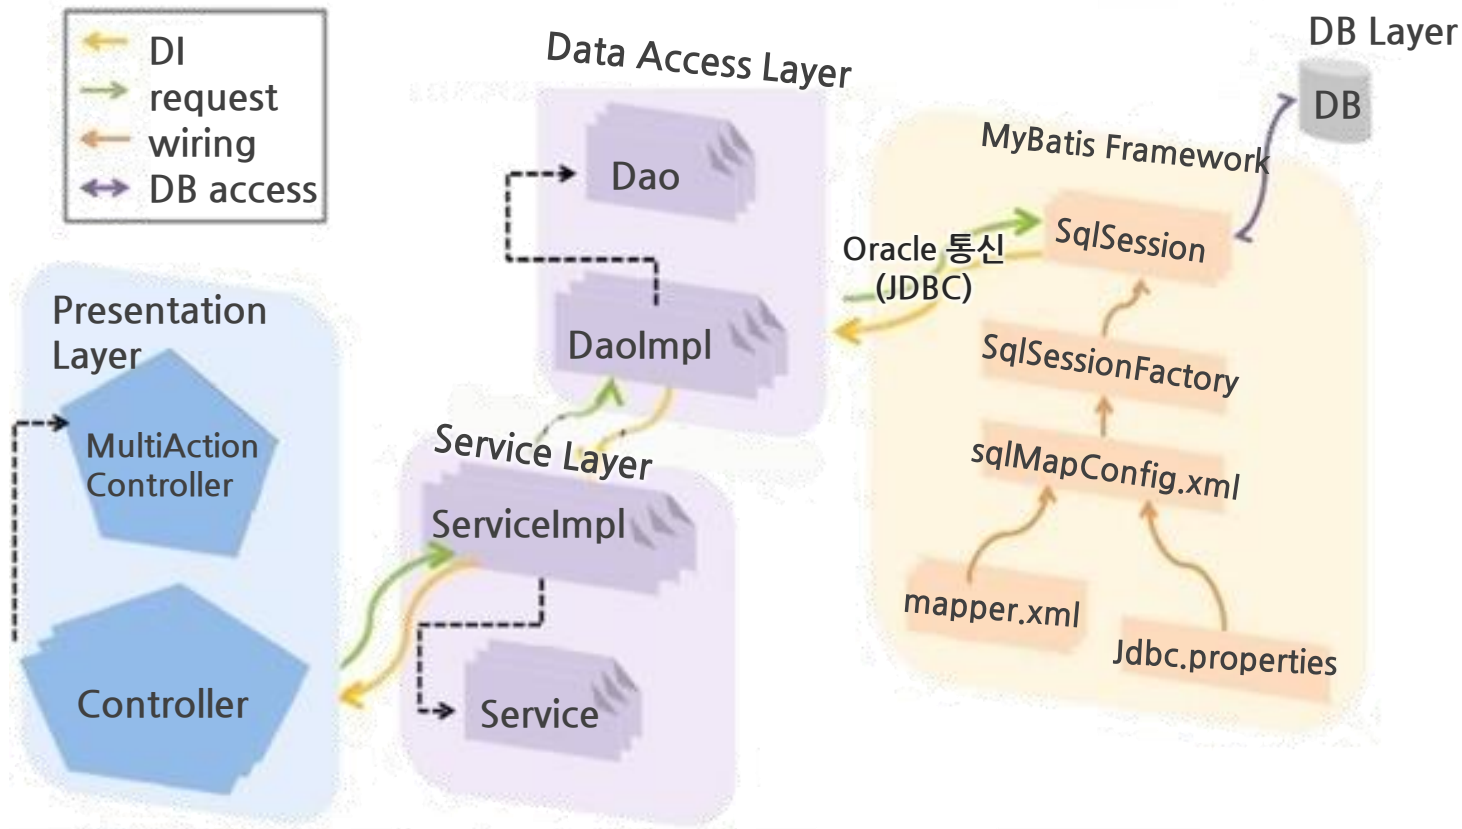 DI
request
wiring
DB access
Data Access Layer
DB Layer
DB
Dao
MyBatis Framework
SqlSession
Oracle 통신
(JDBC)
DaoImpl
SqlSessionFactory
sqlMapConfig.xml
mapper.xml
Jdbc.properties
Presentation
Layer
MultiAction
Controller
Controller
Service Layer
ServiceImpl
Service